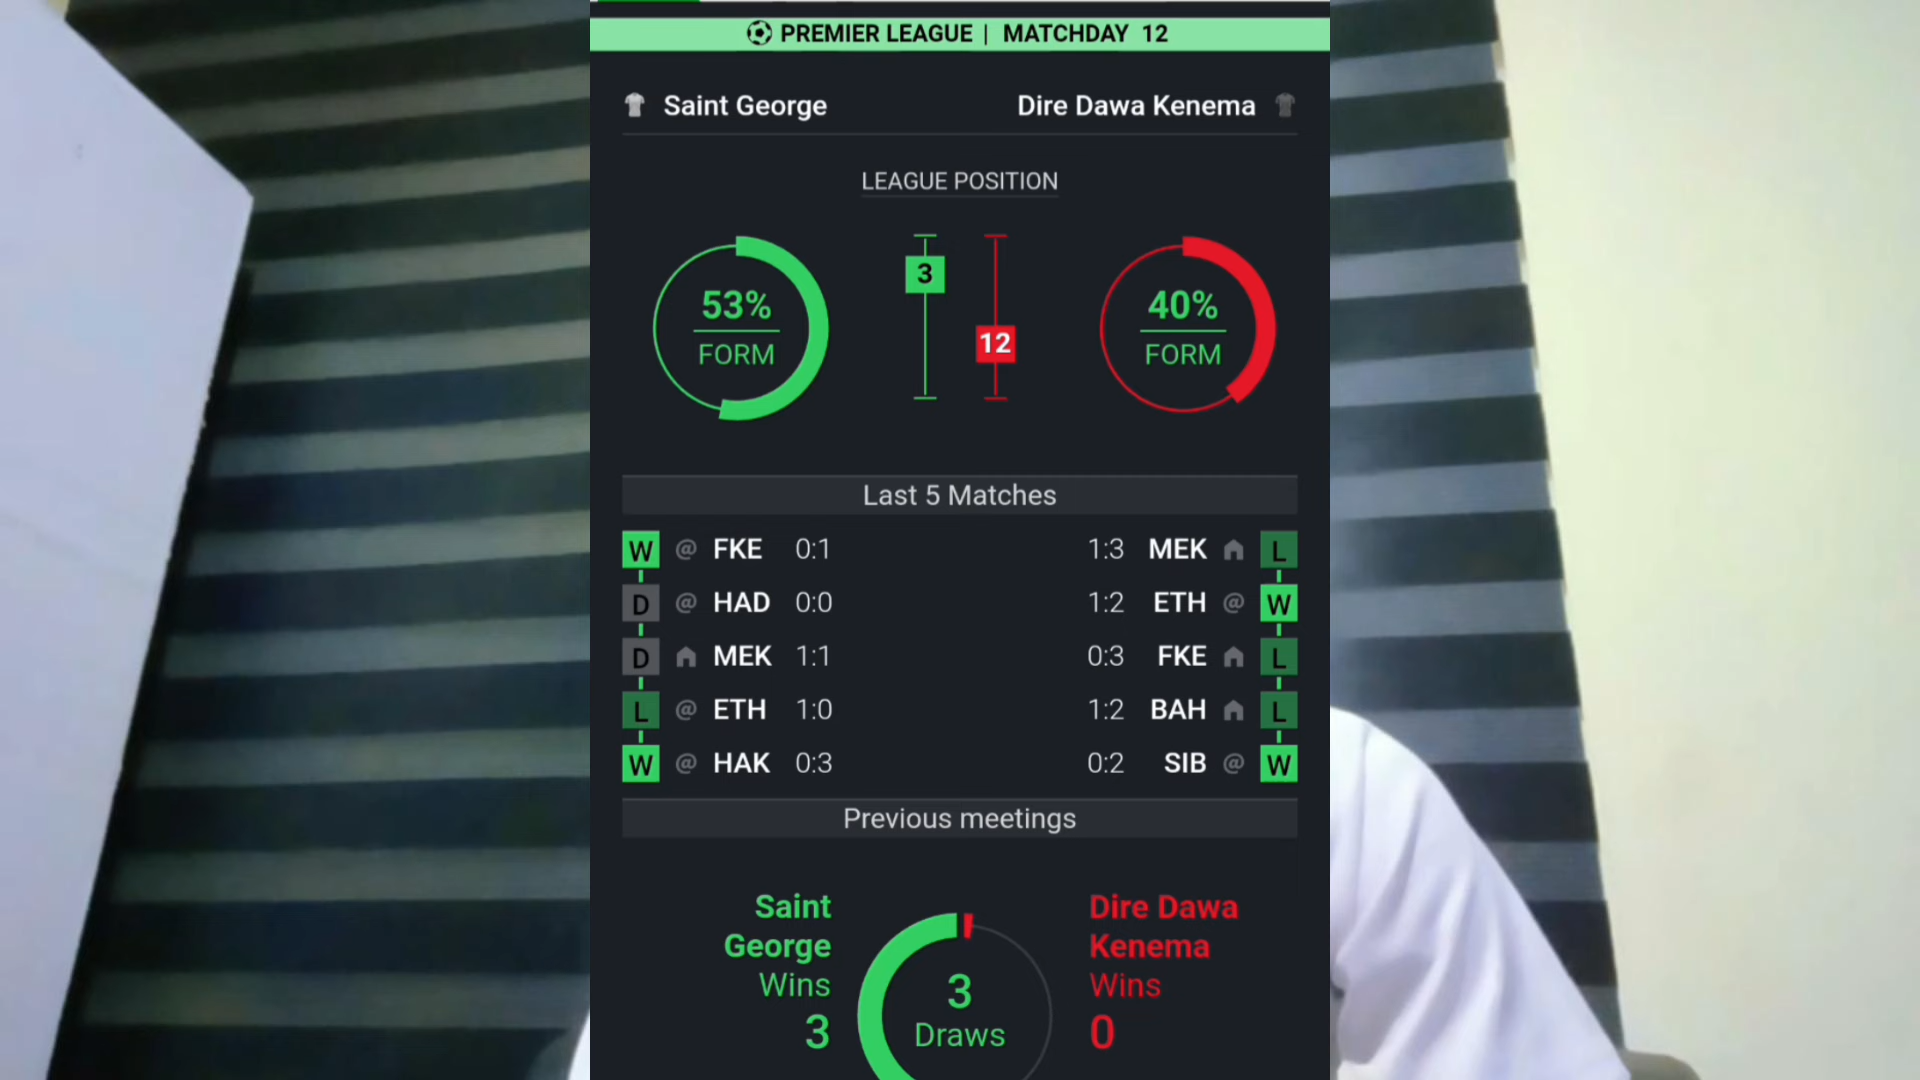 PREMIER LEAGUE | MATCHDAY 12
Saint George Dire Dawa Kenema
LEAGUE POSITION
53% FORM 3 12 40% FORM
Last 5 Matches
W @ FKE 0:1 1:3 MEK L
D @ HAD 0:0 1:2 ETH @ W
D MEK 1:1 0:3 FKE L
L @ ETH 1:0 1:2 BAH L
W @ HAK 0:3 0:2 SIB @ W
Previous meetings
Saint
George
Wins
3
3
Draws
Dire Dawa
Kenema
Wins
0